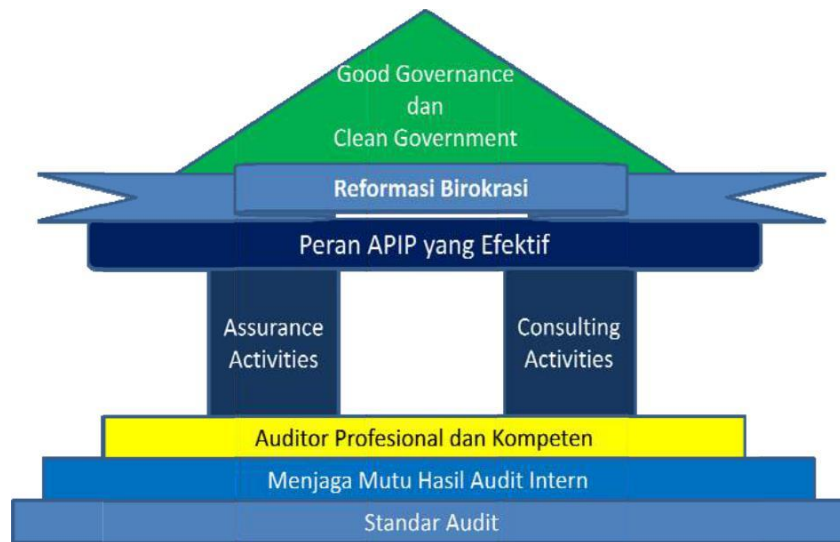 Good Governance
dan
Clean Government
Reformasi Birokrasi
Peran APIP yang Efektif
Assurance
Activities
Consulting
Activities
Auditor Profesional dan Kompeten
Menjaga Mutu Hasil Audit Intern
Standar Audit